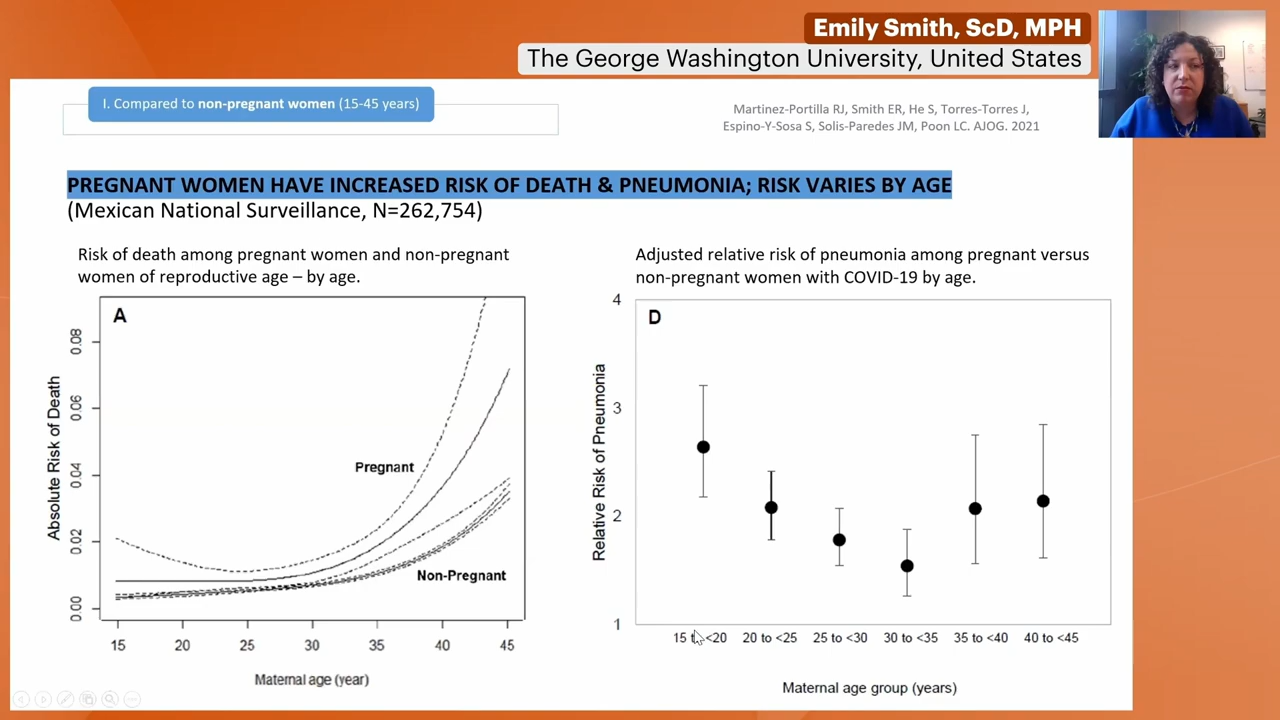 Emily Smith, ScD, MPH
The George Washington University, United States
I. Compared to non-pregnant women (15-45 years)
Martinez-Portilla RJ, Smith ER, He S, Torres-Torres J,
Espino-Y-Sosa S, Solis-Paredes JM, Poon LC. AJOG. 2021
PREGNANT WOMEN HAVE INCREASED RISK OF DEATH & PNEUMONIA; RISK VARIES BY AGE
(Mexican National Surveillance, N=262,754)
Risk of death among pregnant women and non-pregnant
women of reproductive age – by age.
A
Absolute Risk of Death
0.08
0.06
0.04
0.02
0.00
Pregnant
Non-Pregnant
15 20 25 30 35 40 45
Maternal age (year)
Adjusted relative risk of pneumonia among pregnant versus
non-pregnant women with COVID-19 by age.
D
Relative Risk of Pneumonia
4
3
2
1
15 to <20 20 to <25 25 to <30 30 to <35 35 to <40 40 to <45
Maternal age group (years)